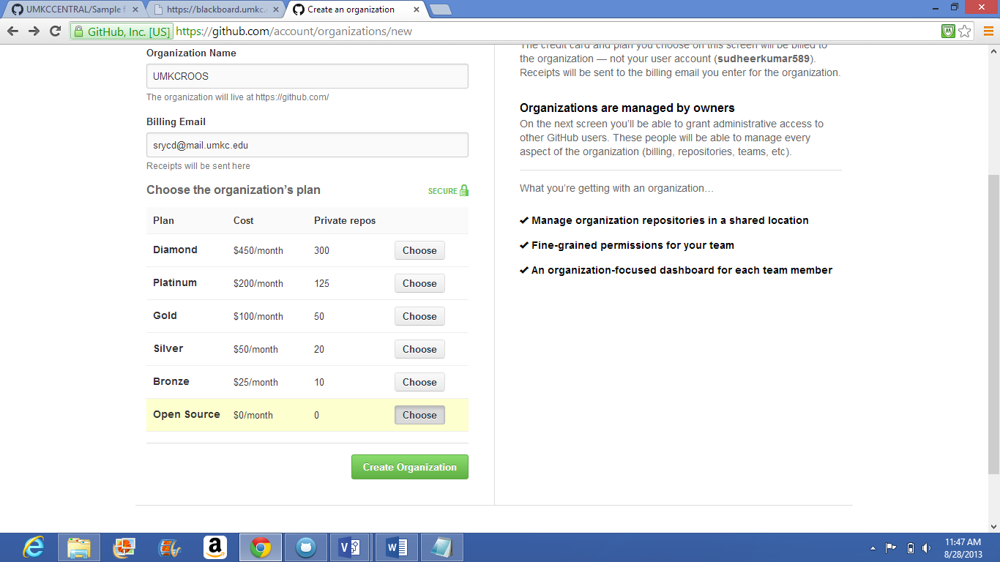 UMKCCENTRAL/Sample f
https://blackboard.umkc.
Create an organization
GitHub, Inc. [US]
https://github.com/account/organizations/new
Organization Name
UMKCROOS
The organization will live at https://github.com/
Billing Email
srycd@mail.umkc.edu
Receipts will be sent here
Choose the organization's plan
SECURE
Plan Cost Private repos
Diamond $450/month 300 Choose
Platinum $200/month 125 Choose
Gold $100/month 50 Choose
Silver $50/month 20 Choose
Bronze $25/month 10 Choose
Open Source $0/month 0 Choose
Create Organization
The credit card and plan you choose on this screen will be billed to
the organization — not your user account (sudheerkumar589).
Receipts will be sent to the billing email you enter for the organization.
Organizations are managed by owners
On the next screen you'll be able to grant administrative access to
other GitHub users. These people will be able to manage every
aspect of the organization (billing, repositories, teams, etc).
What you're getting with an organization…
✔ Manage organization repositories in a shared location
✔ Fine-grained permissions for your team
✔ An organization-focused dashboard for each team member
11:47 AM
8/28/2013